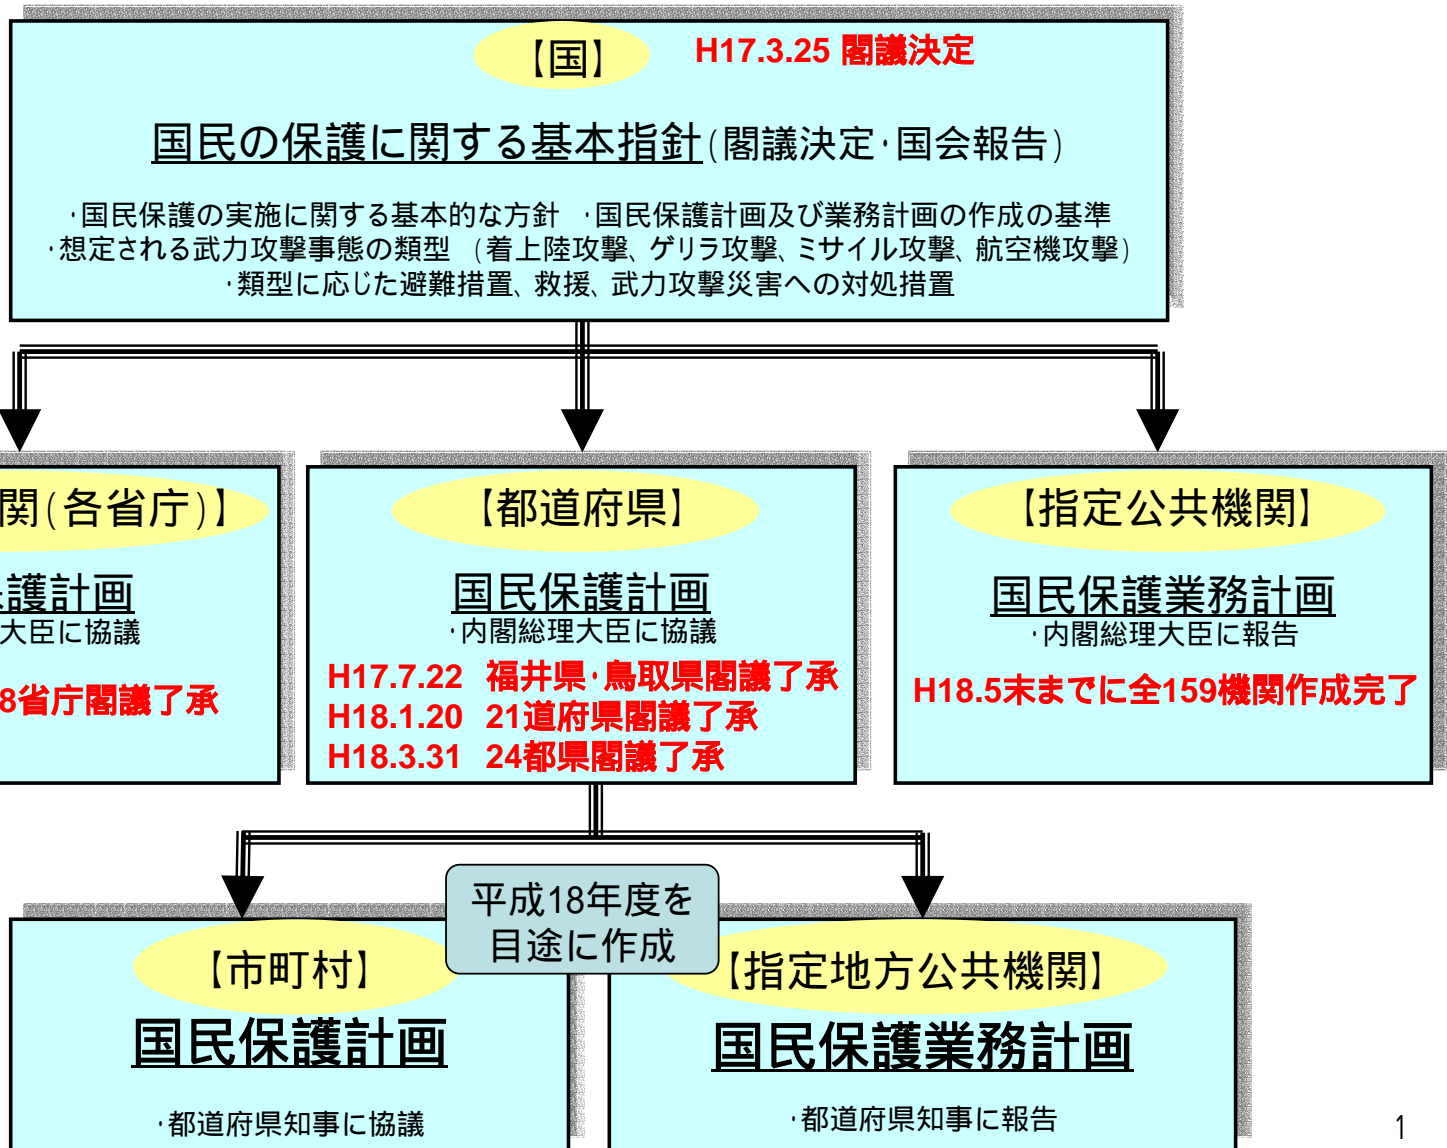 【国】 H17.3.25 閣議決定
国民の保護に関する基本指針(閣議決定・国会報告)
・国民保護の実施に関する基本的な方針 ・国民保護計画及び業務計画の作成の基準
・想定される武力攻撃事態の類型 (着上陸攻撃、ゲリラ攻撃、ミサイル攻撃、航空機攻撃)
・類型に応じた避難措置、救援、武力攻撃災害への対処措置
関(各省庁)】
護計画
大臣に協議
8省庁閣議了承
【都道府県】
国民保護計画
・内閣総理大臣に協議
H17.7.22 福井県・鳥取県閣議了承
H18.1.20 21道府県閣議了承
H18.3.31 24都県閣議了承
【指定公共機関】
国民保護業務計画
・内閣総理大臣に報告
H18.5末までに全159機関作成完了
平成18年度を
目途に作成
【市町村】
国民保護計画
・都道府県知事に協議
【指定地方公共機関】
国民保護業務計画
・都道府県知事に報告
1